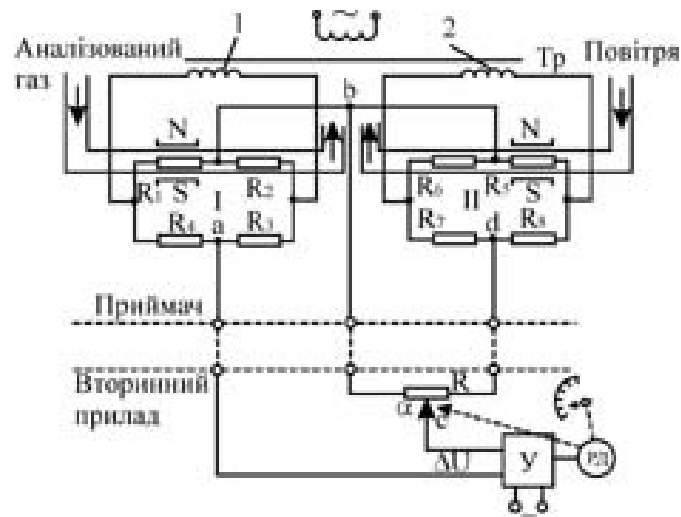 ~
1
2
Аналізований газ
Тр
Повітря
b
N
N
R₁
S
I
R₂
R₆
II
R₅
S
R₄
a
R₃
R₇
d
R₈
Приймач
Вторинний прилад
R
α
c
ΔU
У
РД
~